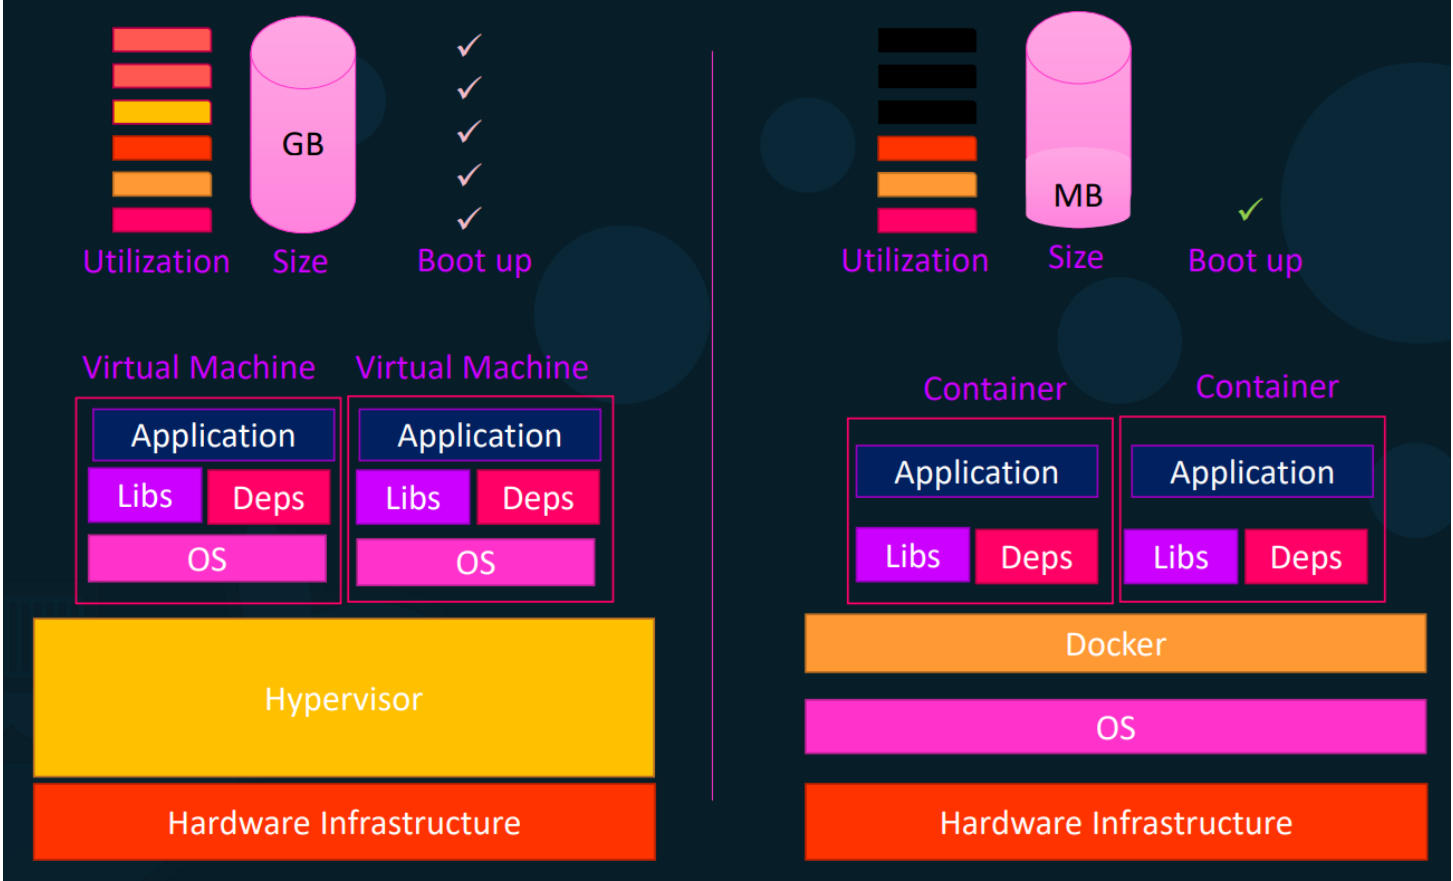 GB
Utilization Size Boot up
Virtual Machine Virtual Machine
Application Application
Libs Deps Libs Deps
OS OS
Hypervisor
Hardware Infrastructure
MB
Utilization Size Boot up
Container Container
Application Application
Libs Deps Libs Deps
Docker
OS
Hardware Infrastructure